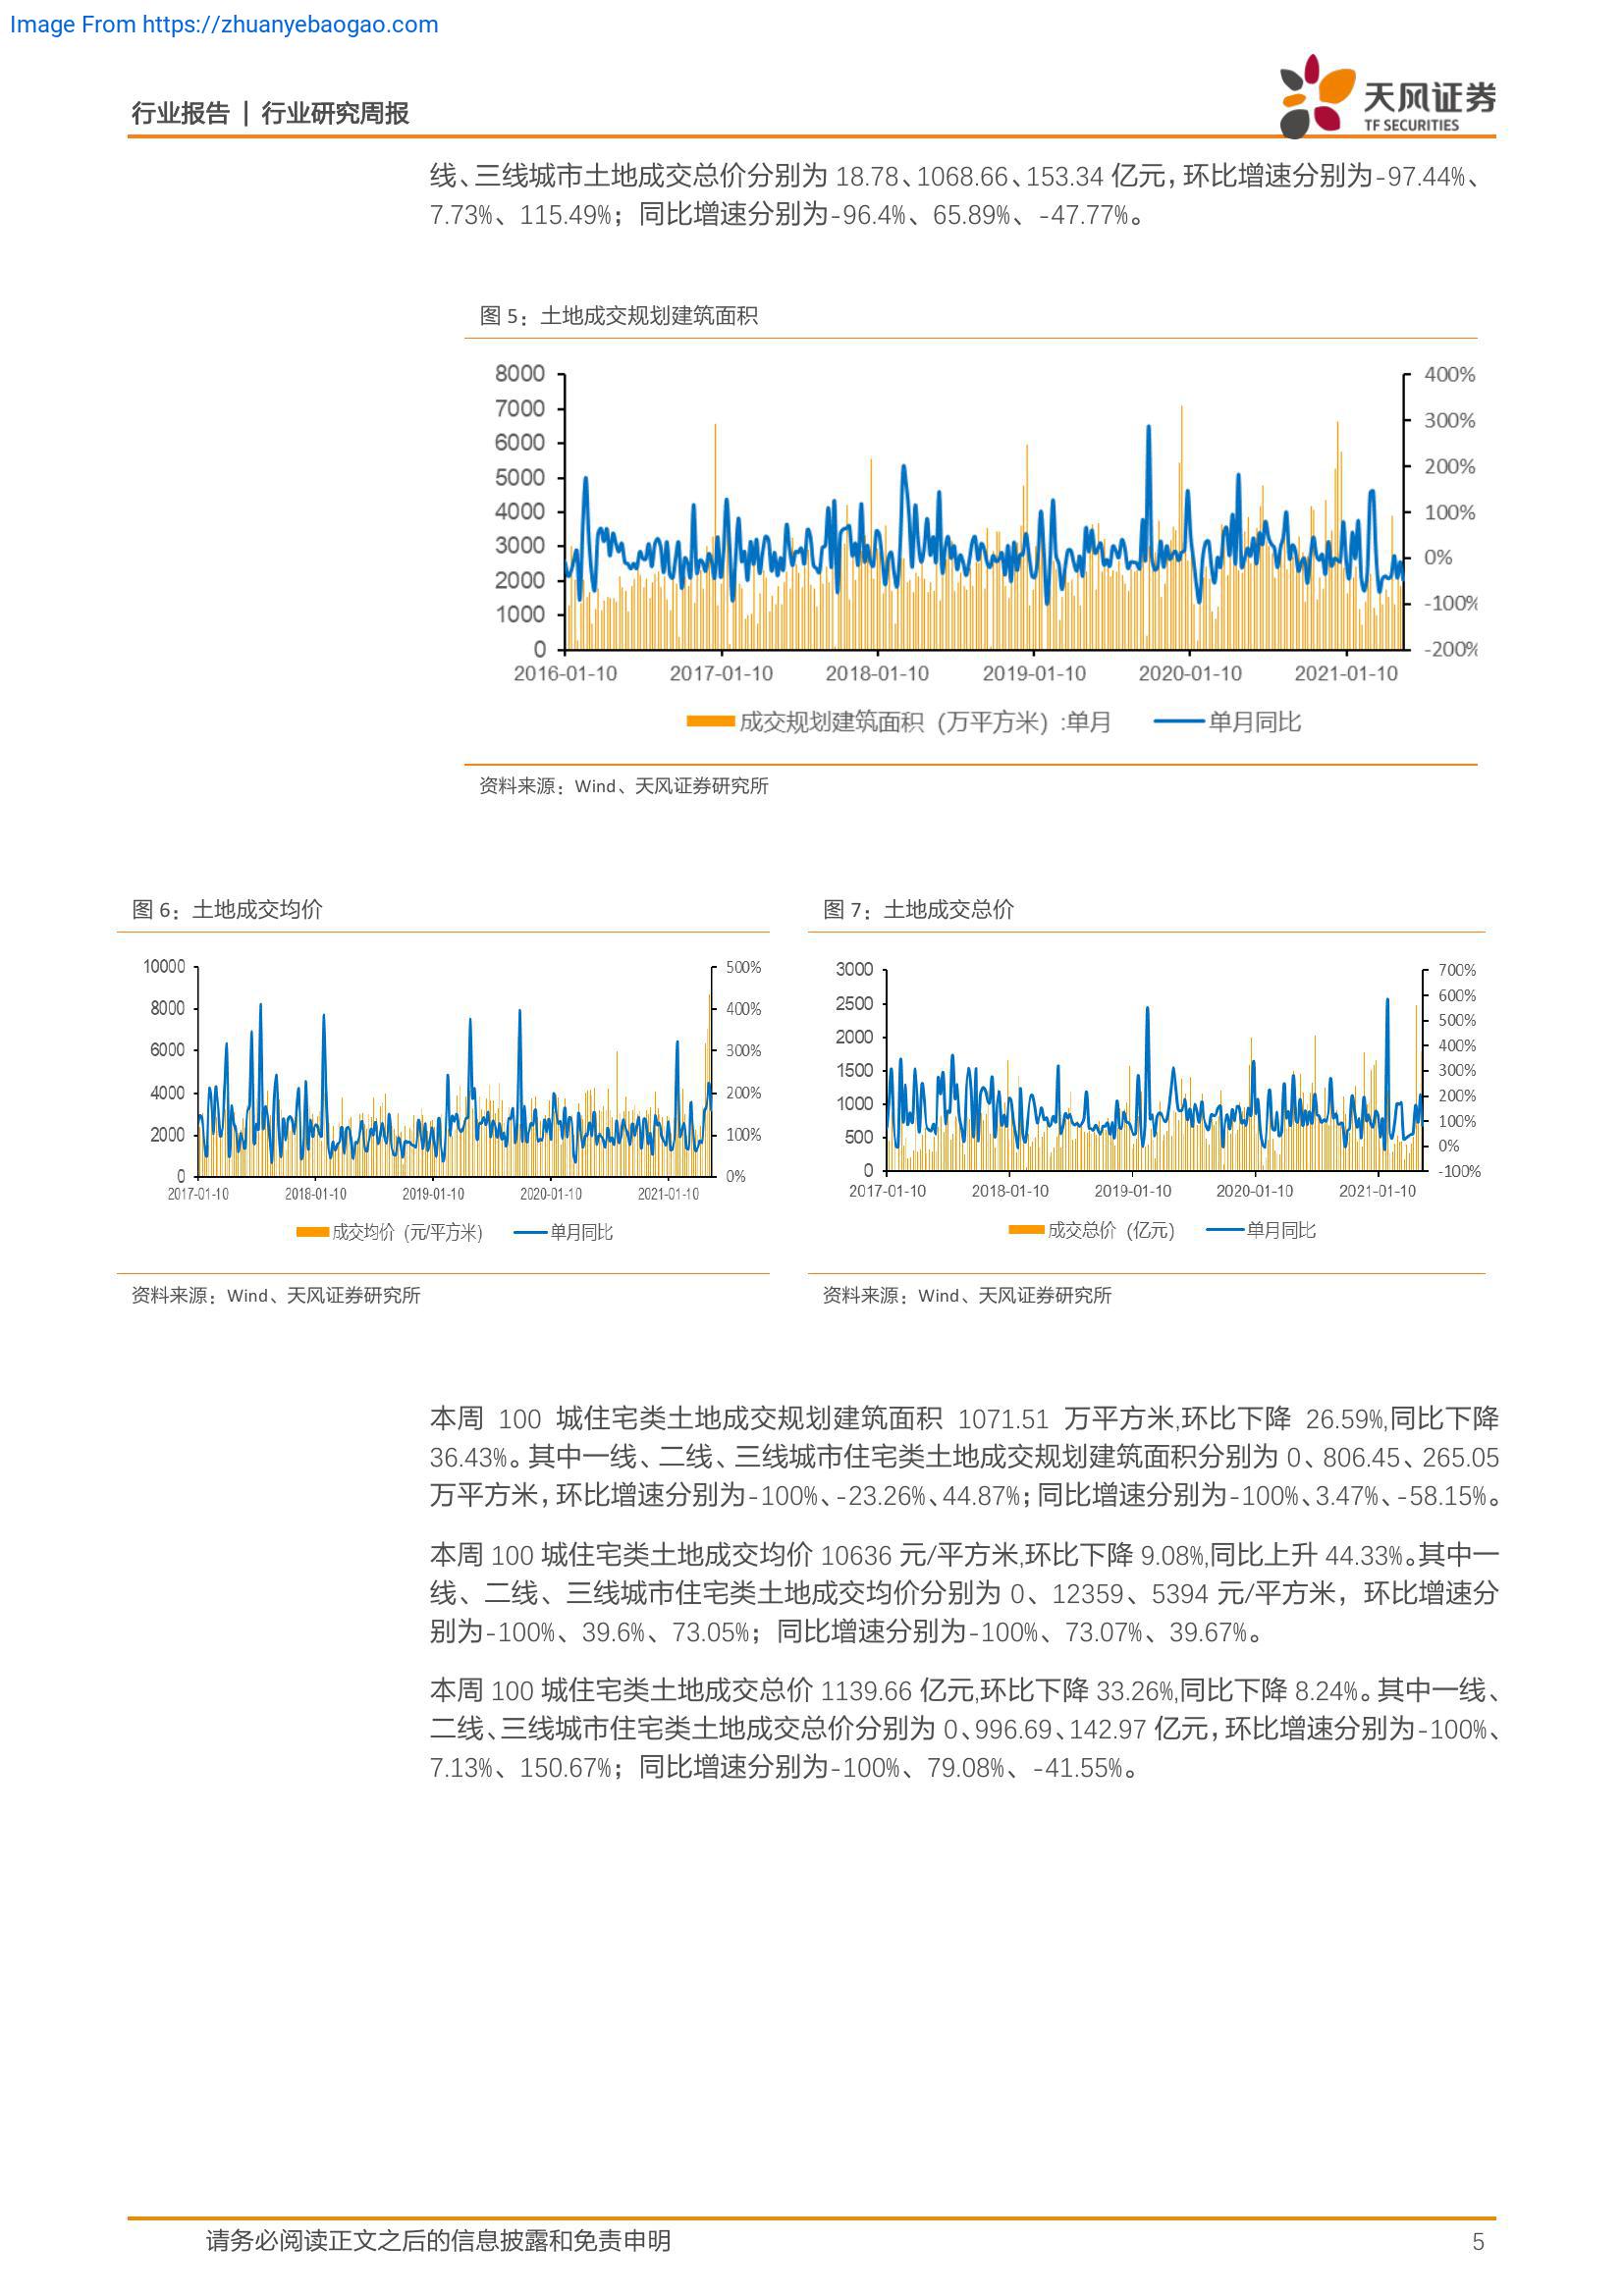 Image From https://zhuanyebaogao.com
行业报告 | 行业研究周报
天风证券
TF SECURITIES
线、三线城市土地成交总价分别为 18.78、1068.66、153.34 亿元，环比增速分别为-97.44%、
7.73%、115.49%；同比增速分别为-96.4%、65.89%、-47.77%。
图 5：土地成交规划建筑面积
8000
7000
6000
5000
4000
3000
2000
1000
0
400%
300%
200%
100%
0%
-100%
-200%
2016-01-10 2017-01-10 2018-01-10 2019-01-10 2020-01-10 2021-01-10
成交规划建筑面积（万平方米）:单月 单月同比
资料来源：Wind、天风证券研究所
图 6：土地成交均价
10000
8000
6000
4000
2000
0
500%
400%
300%
200%
100%
0%
2017-01-10 2018-01-10 2019-01-10 2020-01-10 2021-01-10
成交均价（元/平方米） 单月同比
资料来源：Wind、天风证券研究所
图 7：土地成交总价
3000
2500
2000
1500
1000
500
0
700%
600%
500%
400%
300%
200%
100%
0%
-100%
2017-01-10 2018-01-10 2019-01-10 2020-01-10 2021-01-10
成交总价（亿元） 单月同比
资料来源：Wind、天风证券研究所
本周 100 城住宅类土地成交规划建筑面积 1071.51 万平方米,环比下降 26.59%,同比下降
36.43%。其中一线、二线、三线城市住宅类土地成交规划建筑面积分别为 0、806.45、265.05
万平方米，环比增速分别为-100%、-23.26%、44.87%；同比增速分别为-100%、3.47%、-58.15%。
本周 100 城住宅类土地成交均价 10636 元/平方米,环比下降 9.08%,同比上升 44.33%。其中一
线、二线、三线城市住宅类土地成交均价分别为 0、12359、5394 元/平方米，环比增速分
别为-100%、39.6%、73.05%；同比增速分别为-100%、73.07%、39.67%。
本周 100 城住宅类土地成交总价 1139.66 亿元,环比下降 33.26%,同比下降 8.24%。其中一线、
二线、三线城市住宅类土地成交总价分别为 0、996.69、142.97 亿元，环比增速分别为-100%、
7.13%、150.67%；同比增速分别为-100%、79.08%、-41.55%。
请务必阅读正文之后的信息披露和免责申明 5